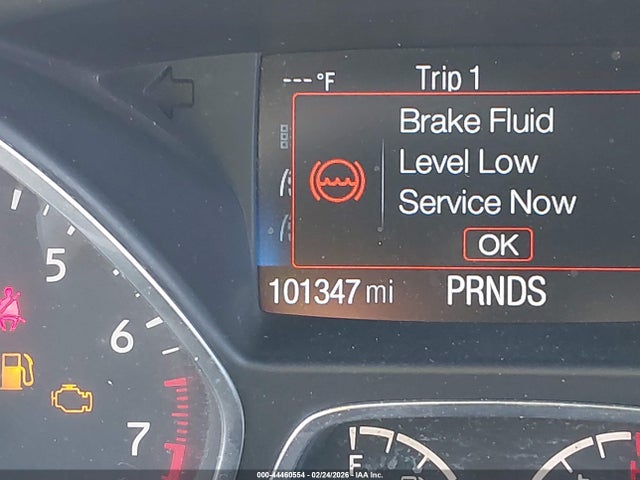 ---°F Trip 1
Brake Fluid
Level Low
Service Now
OK
101347 mi PRNDS
5
6
7
F
000-44460554 | 02/24/2026 - IAA Inc.